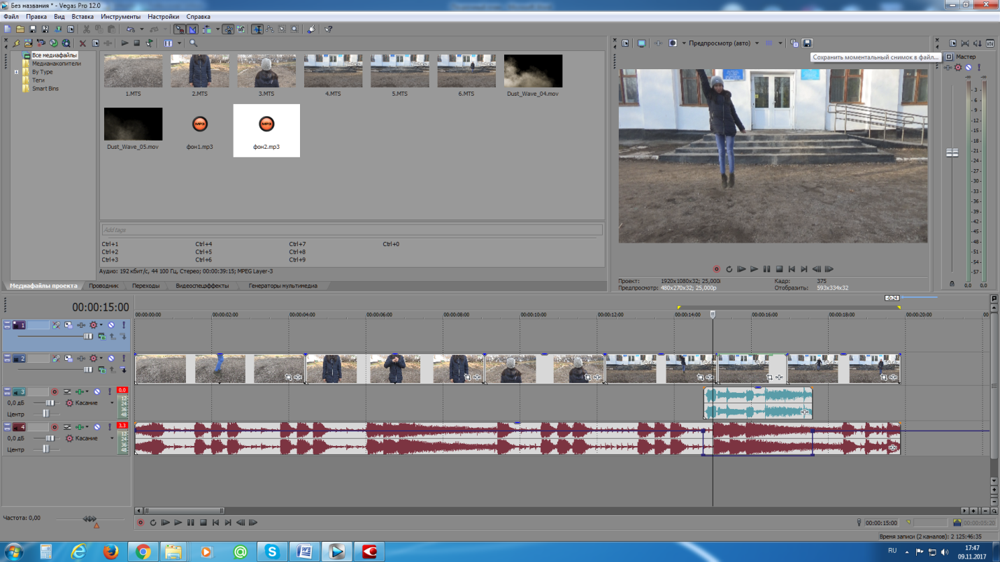 Без названия * - Vegas Pro 12.0
Файл Правка Вид Вставка Инструменты Настройки Справка
Все медиафайлы
Медианакопители
By Type
Теги
Smart Bins
1.MTS 2.MTS 3.MTS 4.MTS 5.MTS 6.MTS Dust_Wave_04.mov
MP3 MP3
Dust_Wave_05.mov фон1.mp3 фон2.mp3
Add tags
Ctrl+1 Ctrl+4 Ctrl+7 Ctrl+0
Ctrl+2 Ctrl+5 Ctrl+8
Ctrl+3 Ctrl+6 Ctrl+9
Аудио: 192 кбит/с, 44 100 Гц, Стерео; 00:00:39:15; MPEG Layer-3
Медиафайлы проекта Проводник Переходы Видеоспецэффекты Генераторы мультимедиа
Предпросмотр (авто)
Сохранить моментальный снимок в файл...
Проект: 1920x1080x32; 25,000i Кадр: 375
Предпросмотр: 480x270x32; 25,000p Отобразить: 593x334x32
Мастер
-∞ -∞
- 3 -
- 6 -
- 9 -
-12-
-15-
-18-
-21-
-24-
-27-
-30-
-33-
-36-
-39-
-42-
-45-
-48-
-51-
-54-
-57-
0,0 0,0
-0:24
00:00:15:00
00:00:00:00 00:00:02:00 00:00:04:00 00:00:06:00 00:00:08:00 00:00:10:00 00:00:12:00 00:00:14:00 00:00:16:00 00:00:18:00 00:00:20:00 00:
1
2
3 0,0
0,0 дБ Касание
Центр
12
24
36
48
4 3,3
0,0 дБ Касание
Центр
12
24
36
48
Частота: 0,00
00:00:15:00 00:00:05:20
Время записи (2 каналов): 2 125:46:35
RU 17:47
09.11.2017